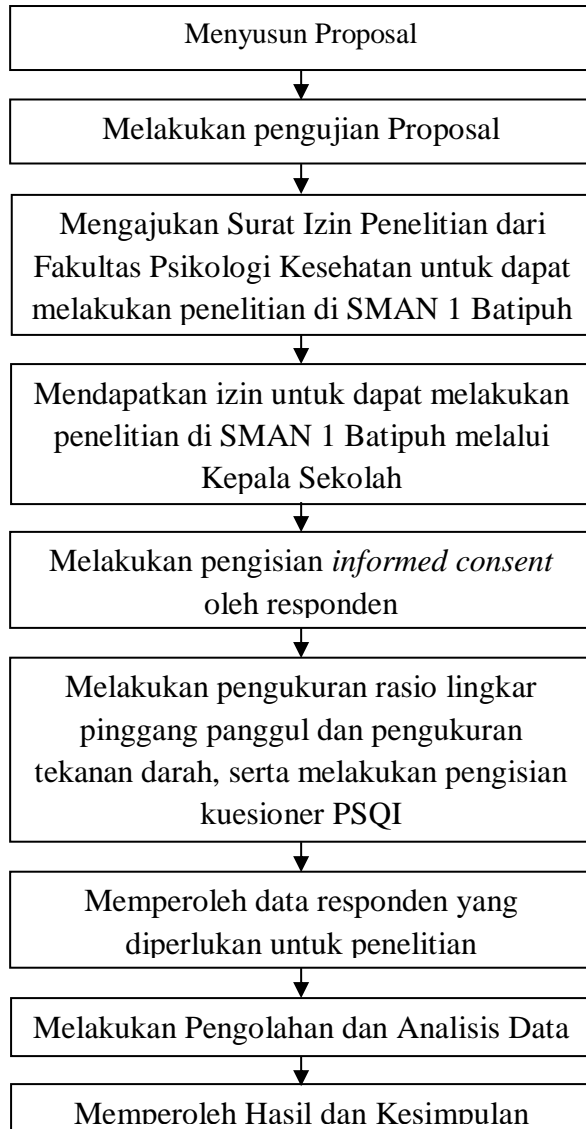 Menyusun Proposal
Melakukan pengujian Proposal
Mengajukan Surat Izin Penelitian dari
Fakultas Psikologi Kesehatan untuk dapat
melakukan penelitian di SMAN 1 Batipuh
Mendapatkan izin untuk dapat melakukan
penelitian di SMAN 1 Batipuh melalui
Kepala Sekolah
Melakukan pengisian informed consent
oleh responden
Melakukan pengukuran rasio lingkar
pinggang panggul dan pengukuran
tekanan darah, serta melakukan pengisian
kuesioner PSQI
Memperoleh data responden yang
diperlukan untuk penelitian
Melakukan Pengolahan dan Analisis Data
Memperoleh Hasil dan Kesimpulan